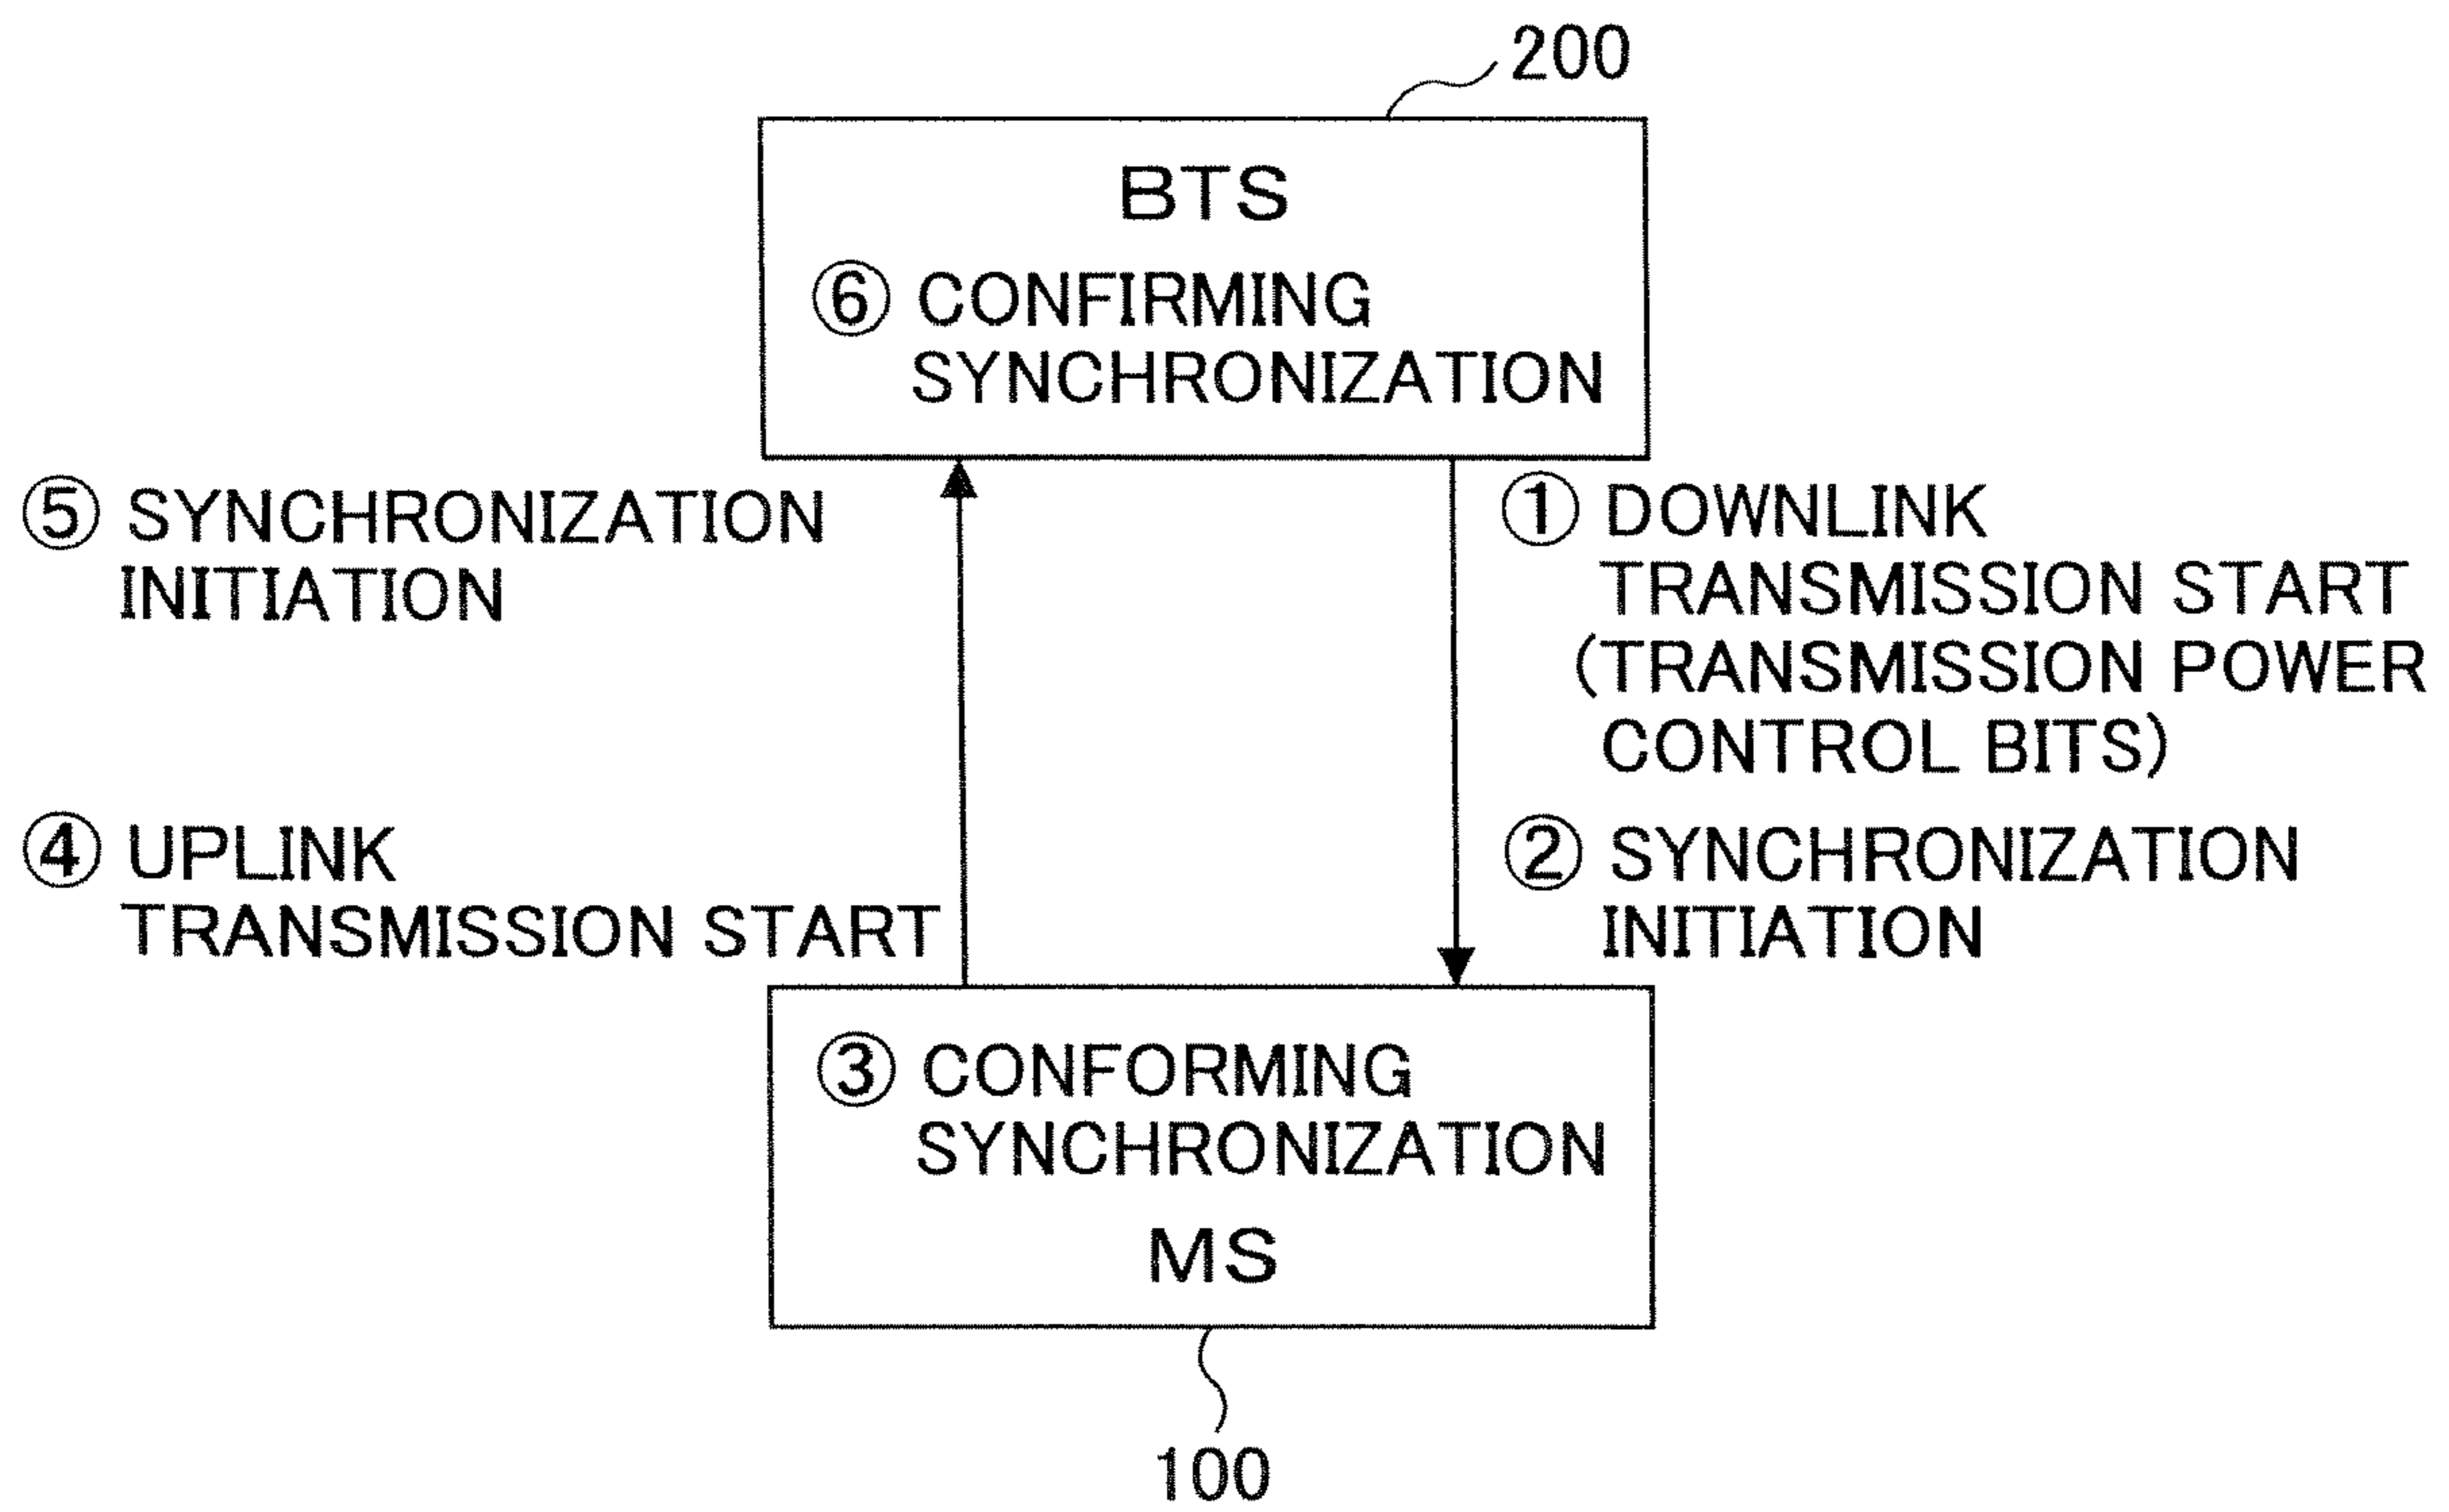 200
BTS
⑥ CONFIRMING
SYNCHRONIZATION
⑤ SYNCHRONIZATION
INITIATION
① DOWNLINK
TRANSMISSION START
(TRANSMISSION POWER
CONTROL BITS)
④ UPLINK
TRANSMISSION START
② SYNCHRONIZATION
INITIATION
③ CONFORMING
SYNCHRONIZATION
MS
100